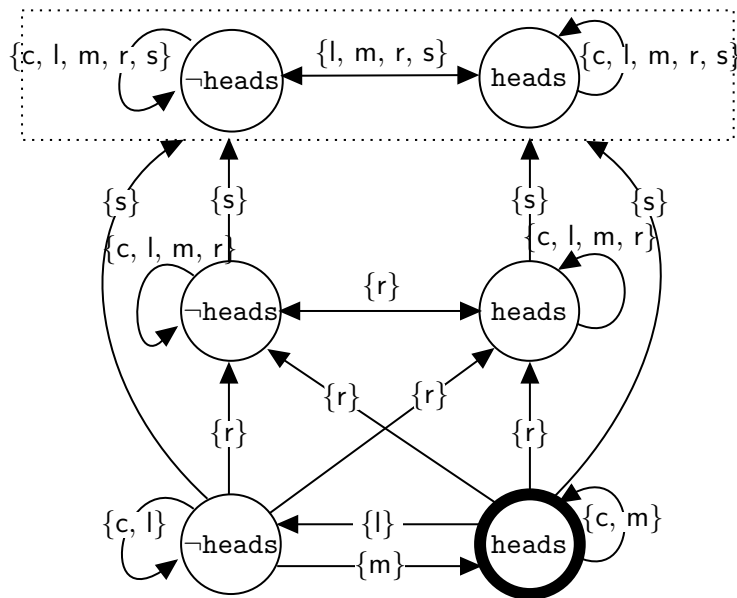 {l, m, r, s}
{c, l, m, r, s}
{c, l, m, r, s}
¬heads
heads
{s}
{s}
{s}
{s}
{c, l, m, r}
{c, l, m, r}
{r}
¬heads
heads
{r}
{r}
{r}
{r}
{c, l}
{l}
{c, m}
¬heads
heads
{m}